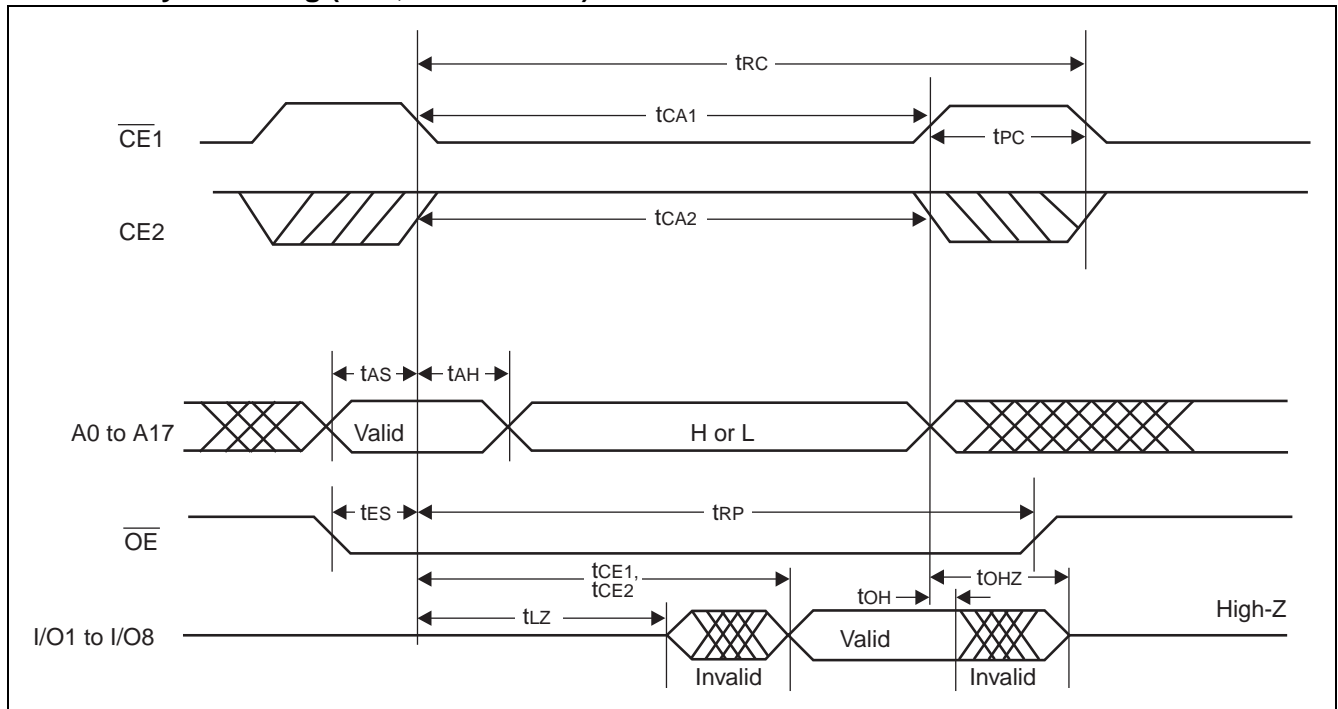 tRC
CE1
tCA1
tPC
CE2
tCA2
tAS
tAH
A0 to A17
Valid
H or L
tES
tRP
OE
tCE1,
tCE2
tOHZ
tOH
tLZ
High-Z
I/O1 to I/O8
Valid
Invalid
Invalid